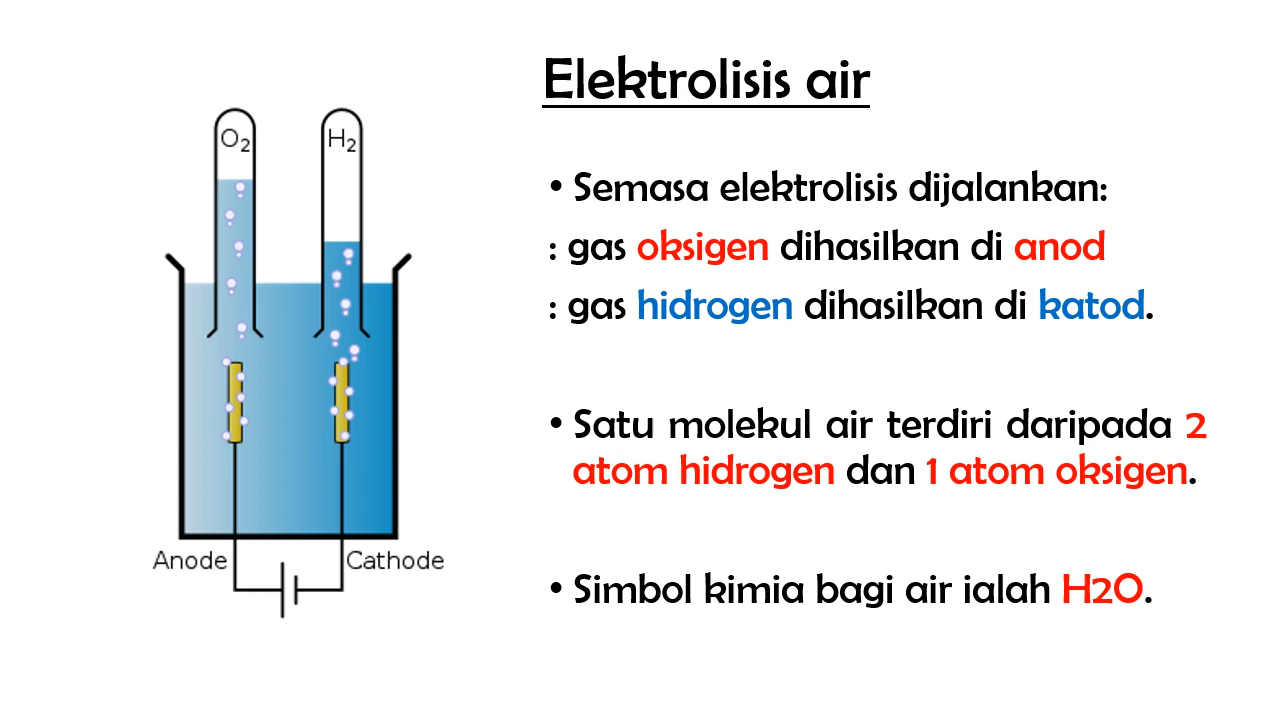 Elektrolisis air
O₂
H₂
• Semasa elektrolisis dijalankan:
: gas oksigen dihasilkan di anod
: gas hidrogen dihasilkan di katod.
• Satu molekul air terdiri daripada 2
atom hidrogen dan 1 atom oksigen.
Anode
Cathode
• Simbol kimia bagi air ialah H2O.